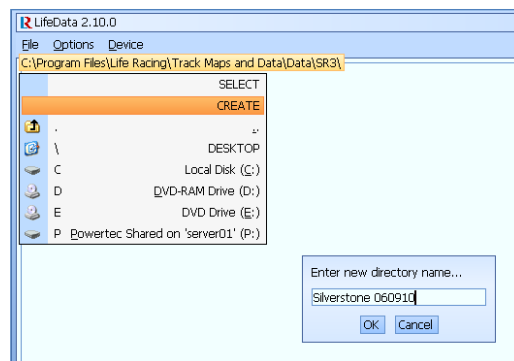 LifeData 2.10.0
File Options Device
C:\Program Files\Life Racing\Track Maps and Data\Data\SR3\
SELECT
CREATE
. ..
\ DESKTOP
C Local Disk (C:)
D DVD-RAM Drive (D:)
E DVD Drive (E:)
P Powertec Shared on 'server01' (P:)
Enter new directory name...
Silverstone 060910
OK Cancel